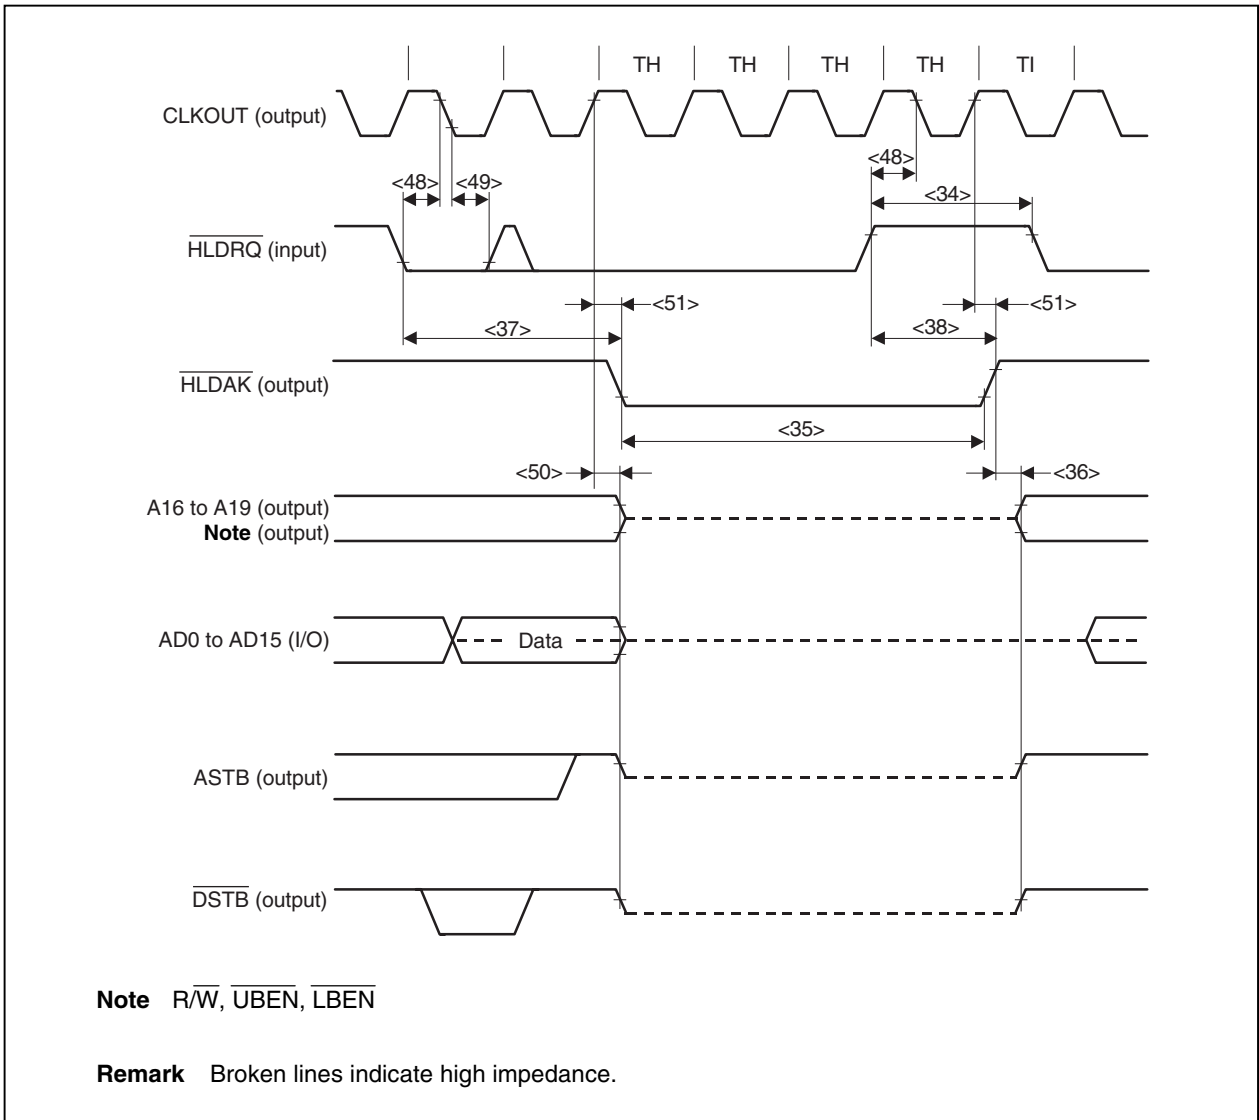 TH TH TH TH TI
CLKOUT (output)
<48>
<48> <49>
<34>
HLDRQ (input)
<51> <51>
<37> <38>
HLDAK (output)
<35>
<50> <36>
A16 to A19 (output)
Note (output)
AD0 to AD15 (I/O) Data
ASTB (output)
DSTB (output)
Note R/W, UBEN, LBEN
Remark Broken lines indicate high impedance.